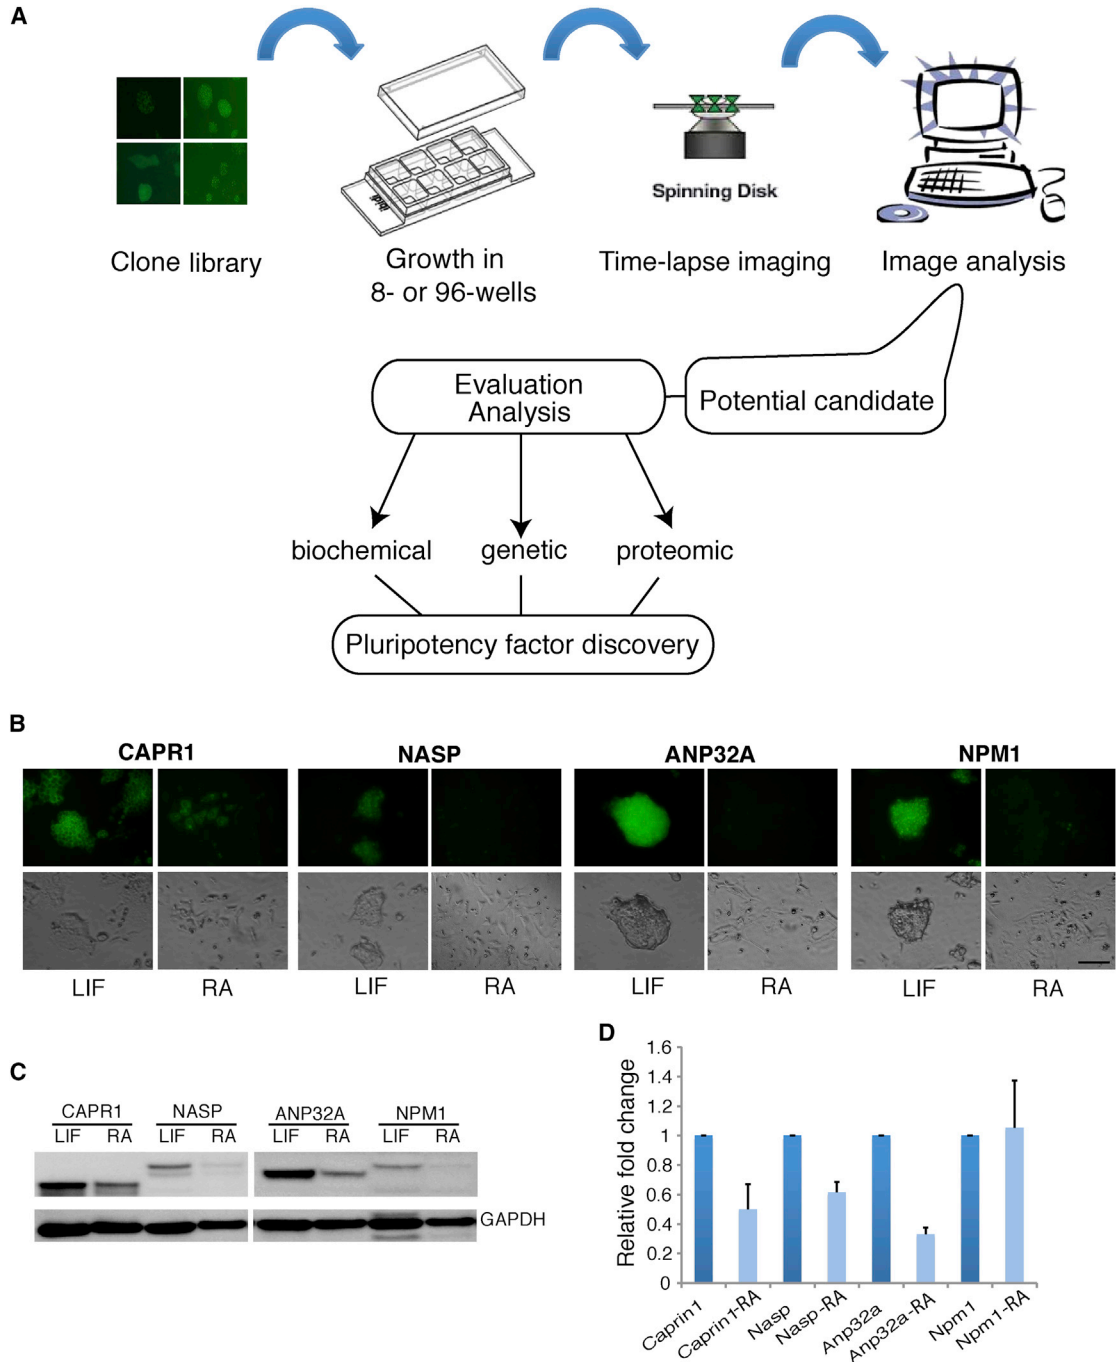 A
Clone library
Growth in
8- or 96-wells
Spinning Disk
Time-lapse imaging
Image analysis
Evaluation
Analysis
Potential candidate
biochemical
genetic
proteomic
Pluripotency factor discovery
B
CAPR1
NASP
ANP32A
NPM1
LIF
RA
LIF
RA
LIF
RA
LIF
RA
C
CAPR1
NASP
ANP32A
NPM1
LIF RA LIF RA LIF RA LIF RA
GAPDH
D
Relative fold change
1.6
1.4
1.2
1
0.8
0.6
0.4
0.2
0
Caprin1
Caprin1-RA
Nasp
Nasp-RA
Anp32a
Anp32a-RA
Npm1
Npm1-RA